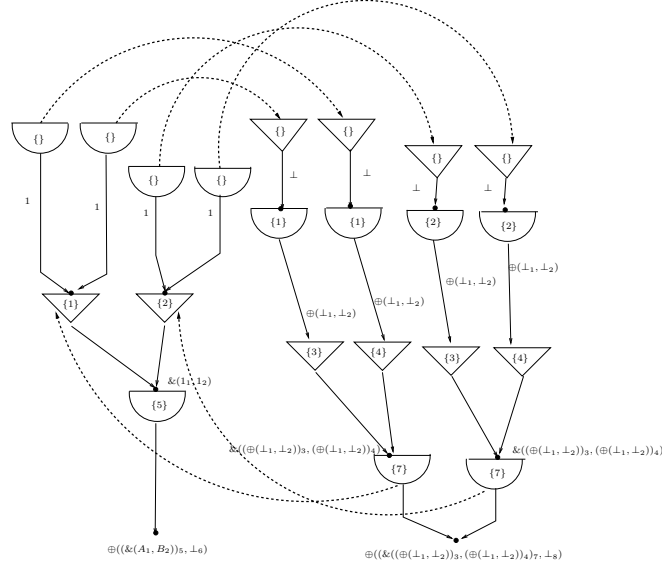 {} {} {} {} {} {}
{} {}
1 1 1 1 ⊥ ⊥ ⊥ ⊥
{1} {1} {2} {2}
⊕(⊥₁, ⊥₂) ⊕(⊥₁, ⊥₂)
{1} {2} ⊕(⊥₁, ⊥₂) ⊕(⊥₁, ⊥₂)
{3} {4} {3} {4}
&(1₁, 1₂)
{5}
&((⊕(⊥₁, ⊥₂))₃, (⊕(⊥₁, ⊥₂))₄) &((⊕(⊥₁, ⊥₂))₃, (⊕(⊥₁, ⊥₂))₄)
{7} {7}
⊕((&(A₁, B₂))₅, ⊥₆) ⊕((&((⊕(⊥₁, ⊥₂))₃, (⊕(⊥₁, ⊥₂))₄)₇, ⊥₈)